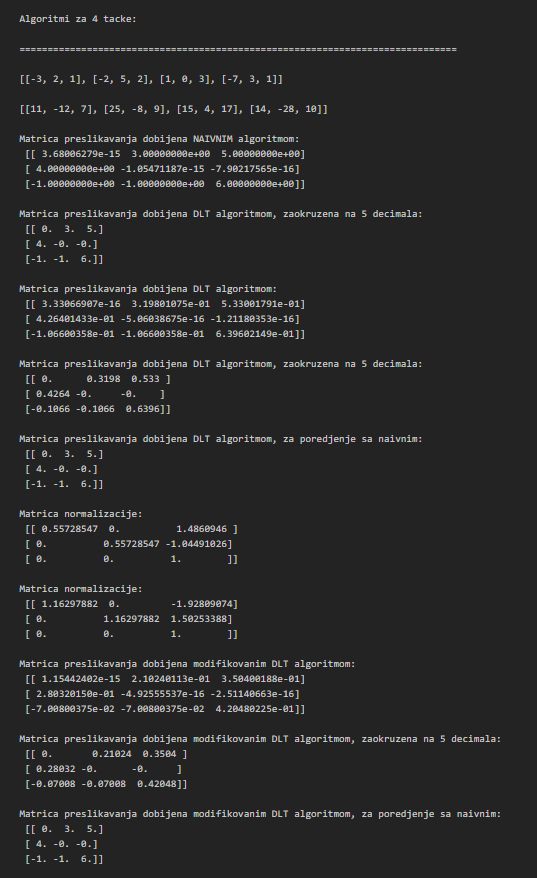 Algoritmi za 4 tacke:
==============================================================================
[[-3, 2, 1], [-2, 5, 2], [1, 0, 3], [-7, 3, 1]]
[[11, -12, 7], [25, -8, 9], [15, 4, 17], [14, -28, 10]]
Matrica preslikavanja dobijena NAIVNIM algoritmom:
[[ 3.68006279e-15  3.00000000e+00  5.00000000e+00]
[ 4.00000000e+00 -1.05471187e-15 -7.90217565e-16]
[-1.00000000e+00 -1.00000000e+00  6.00000000e+00]]
Matrica preslikavanja dobijena DLT algoritmom, zaokruzena na 5 decimala:
[[ 0.  3.  5.]
[ 4. -0. -0.]
[-1. -1.  6.]]
Matrica preslikavanja dobijena DLT algoritmom:
[[ 3.33066907e-16  3.19801075e-01  5.33001791e-01]
[ 4.26401433e-01 -5.06038675e-16 -1.21180353e-16]
[-1.06600358e-01 -1.06600358e-01  6.39602149e-01]]
Matrica preslikavanja dobijena DLT algoritmom, zaokruzena na 5 decimala:
[[ 0.      0.3198  0.533 ]
[ 0.4264 -0.     -0.    ]
[-0.1066 -0.1066  0.6396]]
Matrica preslikavanja dobijena DLT algoritmom, za poredjenje sa naivnim:
[[ 0.  3.  5.]
[ 4. -0. -0.]
[-1. -1.  6.]]
Matrica normalizacije:
[[ 0.55728547  0.          1.4860946 ]
[ 0.          0.55728547 -1.04491026]
[ 0.          0.          1.        ]]
Matrica normalizacije:
[[ 1.16297882  0.         -1.92809074]
[ 0.          1.16297882  1.50253388]
[ 0.          0.          1.        ]]
Matrica preslikavanja dobijena modifikovanim DLT algoritmom:
[[ 1.15442402e-15  2.10240113e-01  3.50400188e-01]
[ 2.80320150e-01 -4.92555537e-16 -2.51140663e-16]
[-7.00800375e-02 -7.00800375e-02  4.20480225e-01]]
Matrica preslikavanja dobijena modifikovanim DLT algoritmom, zaokruzena na 5 decimala:
[[ 0.       0.21024  0.3504 ]
[ 0.28032 -0.      -0.     ]
[-0.07008 -0.07008  0.42048]]
Matrica preslikavanja dobijena modifikovanim DLT algoritmom, za poredjenje sa naivnim:
[[ 0.  3.  5.]
[ 4. -0. -0.]
[-1. -1.  6.]]